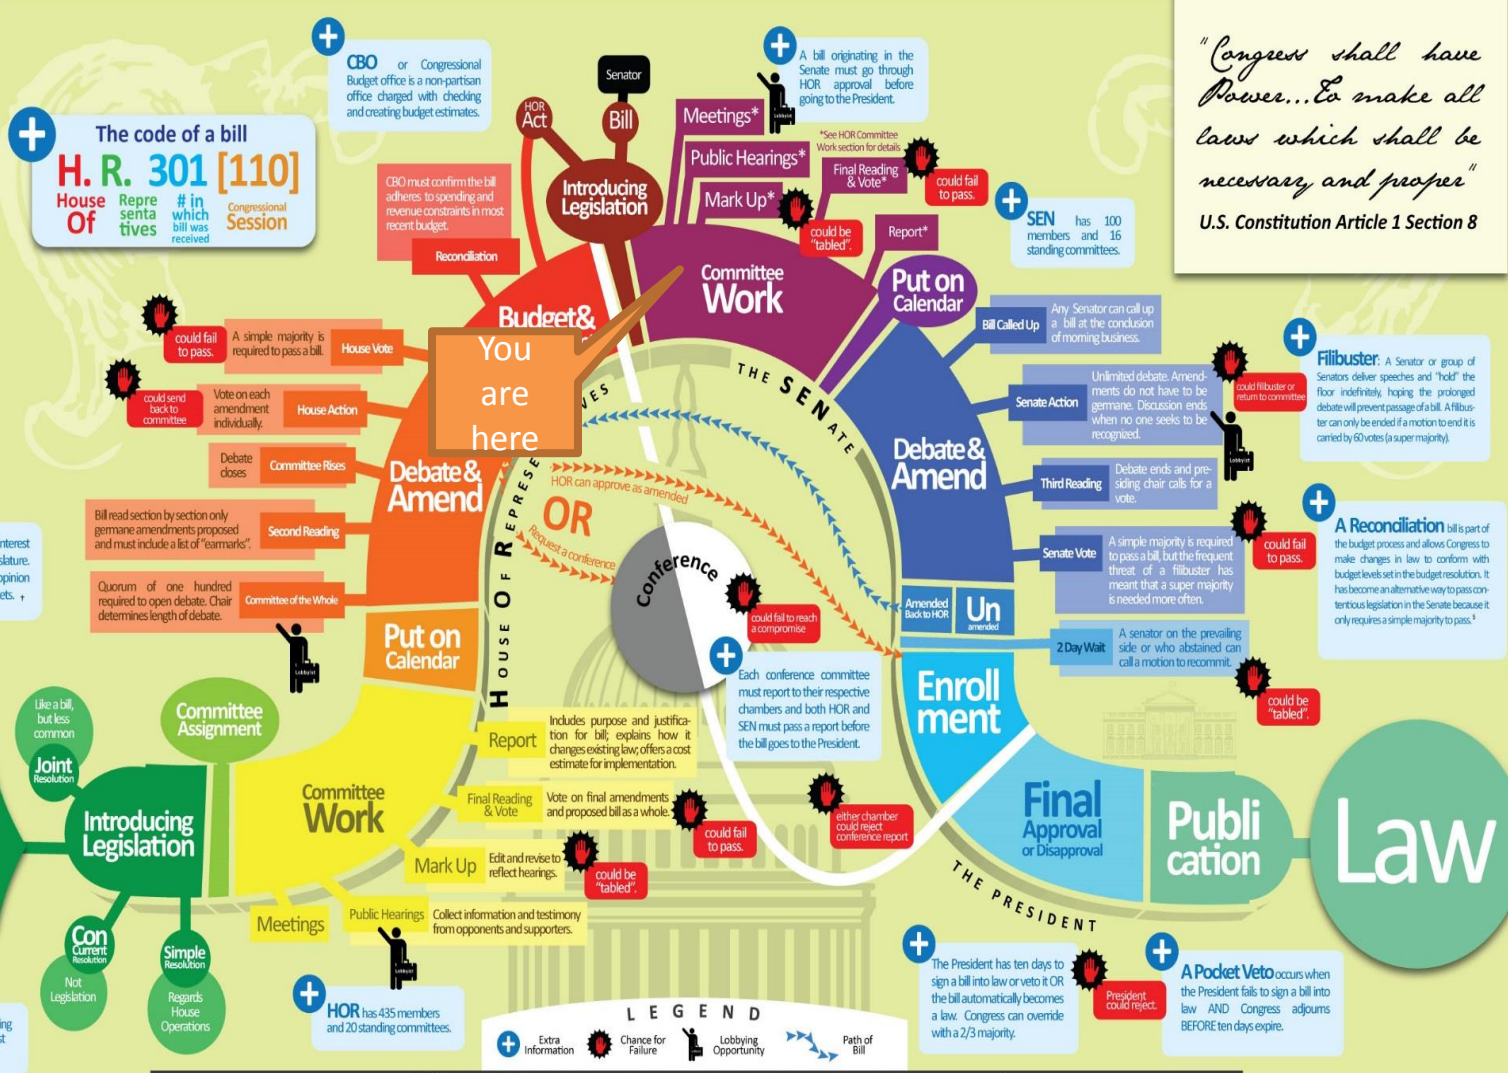 CBO or Congressional
Budget office is a non-partisan
office charged with checking
and creating budget estimates.
The code of a bill
H. R. 301 [110]
House
Of
Repre
senta
tives
# in
which
bill was
received
Congressional
Session
HOR
Act
Senator
Bill
Introducing
Legislation
A bill originating in the
Senate must go through
HOR approval before
going to the President.
Lobbyist
Meetings*
Public Hearings*
Mark Up*
*See HOR Committee
Work section for details
Final Reading
& Vote*
could fail
to pass.
could be
"tabled".
Report*
"Congress shall have
Power...To make all
laws which shall be
necessary and proper"
U.S. Constitution Article 1 Section 8
CBO must confirm the bill
adheres to spending and
revenue constraints in most
recent budget.
Reconciliation
SEN has 100
members and 16
standing committees.
Committee
Work
Put on
Calendar
Budget&
You
are
here
could fail
to pass.
A simple majority is
required to pass a bill.
House Vote
could send
back to
committee
Vote on each
amendment
individually.
House Action
Debate
closes
Committee Rises
Debate &
Amend
Bill read section by section only
germane amendments proposed
and must include a list of "earmarks".
Second Reading
Quorum of one hundred
required to open debate. Chair
determines length of debate.
Committee of the Whole
Lobbyist
Put on
Calendar
nterest
slature.
opinion
ets. †
THE SENATE
HOUSE OF REPRESE
VES
HOR can approve as amended
OR
Request a conference
Conference
could fail to reach
a compromise
Each conference committee
must report to their respective
chambers and both HOR and
SEN must pass a report before
the bill goes to the President.
either chamber
could reject
conference report
Bill Called Up
Any Senator can call up
a bill at the conclusion
of morning business.
Senate Action
Unlimited debate. Amend-
ments do not have to be
germane. Discussion ends
when no one seeks to be
recognized.
could filibuster or
return to committee
Lobbyist
Filibuster: A Senator or group of
Senators deliver speeches and "hold" the
floor indefinitely, hoping the prolonged
debate will prevent passage of a bill. A filibus-
ter can only be ended if a motion to end it is
carried by 60 votes (a super majority).
Debate &
Amend
Third Reading
Debate ends and pre-
siding chair calls for a
vote.
Senate Vote
A simple majority is required
to pass a bill, but the frequent
threat of a filibuster has
meant that a super majority
is needed more often.
could fail
to pass.
A Reconciliation bill is part of
the budget process and allows Congress to
make changes in law to conform with
budget levels set in the budget resolution. It
has become an alternative way to pass con-
tentious legislation in the Senate because it
only requires a simple majority to pass.
Amended
Back to HOR
Un
amended
2 Day Wait
A senator on the prevailing
side or who abstained can
call a motion to recommit.
could be
"tabled".
Enroll
ment
Final
Approval
or Disapproval
THE PRESIDENT
Publi
cation
Law
Like a bill,
but less
common
Joint
Resolution
Committee
Assignment
Introducing
Legislation
Con
Current
Resolution
Not
Legislation
Simple
Resolution
Regards
House
Operations
Committee
Work
Report
Includes purpose and justifica-
tion for bill; explains how it
changes existing law; offers a cost
estimate for implementation.
Final Reading
& Vote
Vote on final amendments
and proposed bill as a whole.
could fail
to pass.
Mark Up
Edit and revise to
reflect hearings.
could be
"tabled".
Meetings
Public Hearings
Collect information and testimony
from opponents and supporters.
Lobbyist
HOR has 435 members
and 20 standing committees.
LEGEND
Extra
Information
Chance for
Failure
Lobbying
Opportunity
Path of
Bill
The President has ten days to
sign a bill into law or veto it OR
the bill automatically becomes
a law. Congress can override
with a 2/3 majority.
President
could reject.
A Pocket Veto occurs when
the President fails to sign a bill into
law AND Congress adjourns
BEFORE ten days expire.
ing
st